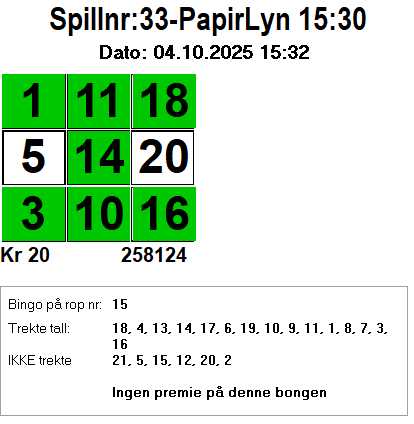 Spillnr:33-PapirLyn 15:30
Dato: 04.10.2025 15:32
1 11 18
5 14 20
3 10 16
Kr 20 258124
Bingo på rop nr: 15
Trekte tall: 18, 4, 13, 14, 17, 6, 19, 10, 9, 11, 1, 8, 7, 3,
16
IKKE trekte 21, 5, 15, 12, 20, 2
Ingen premie på denne bongen